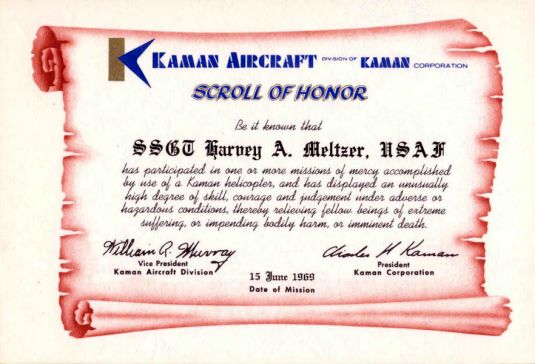 KAMAN AIRCRAFT DIVISION OF KAMAN CORPORATION
SCROLL OF HONOR
Be it known that
SSGT Harvey A. Meltzer, USAF
has participated in one or more missions of mercy accomplished
by use of a Kaman helicopter, and has displayed an unusually
high degree of skill, courage and judgement under adverse or
hazardous conditions, thereby relieving fellow beings of extreme
suffering, or impending bodily harm, or imminent death.
William R. Murray Charles H Kaman
Vice President President
Kaman Aircraft Division Kaman Corporation
15 June 1969
Date of Mission